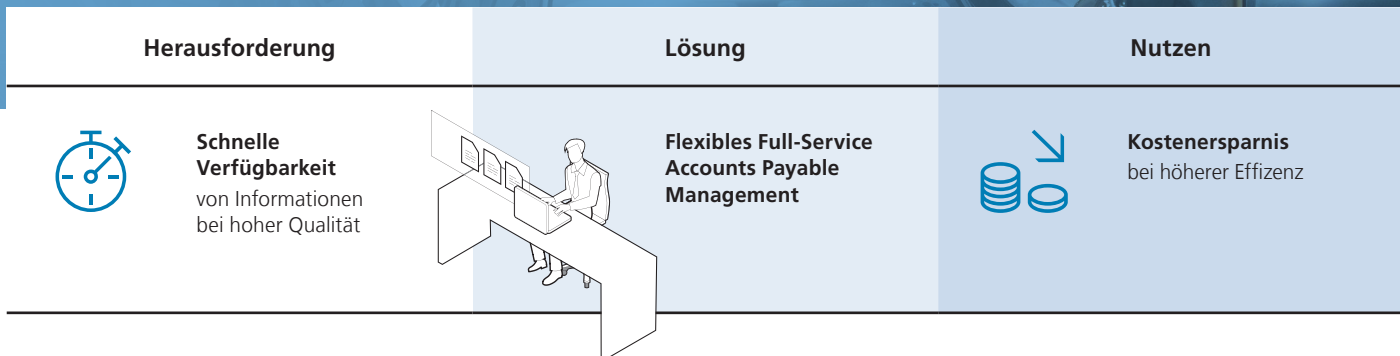 Herausforderung
Lösung
Nutzen
Schnelle
Verfügbarkeit
von Informationen
bei hoher Qualität
Flexibles Full-Service
Accounts Payable
Management
Kostenersparnis
bei höherer Effizenz